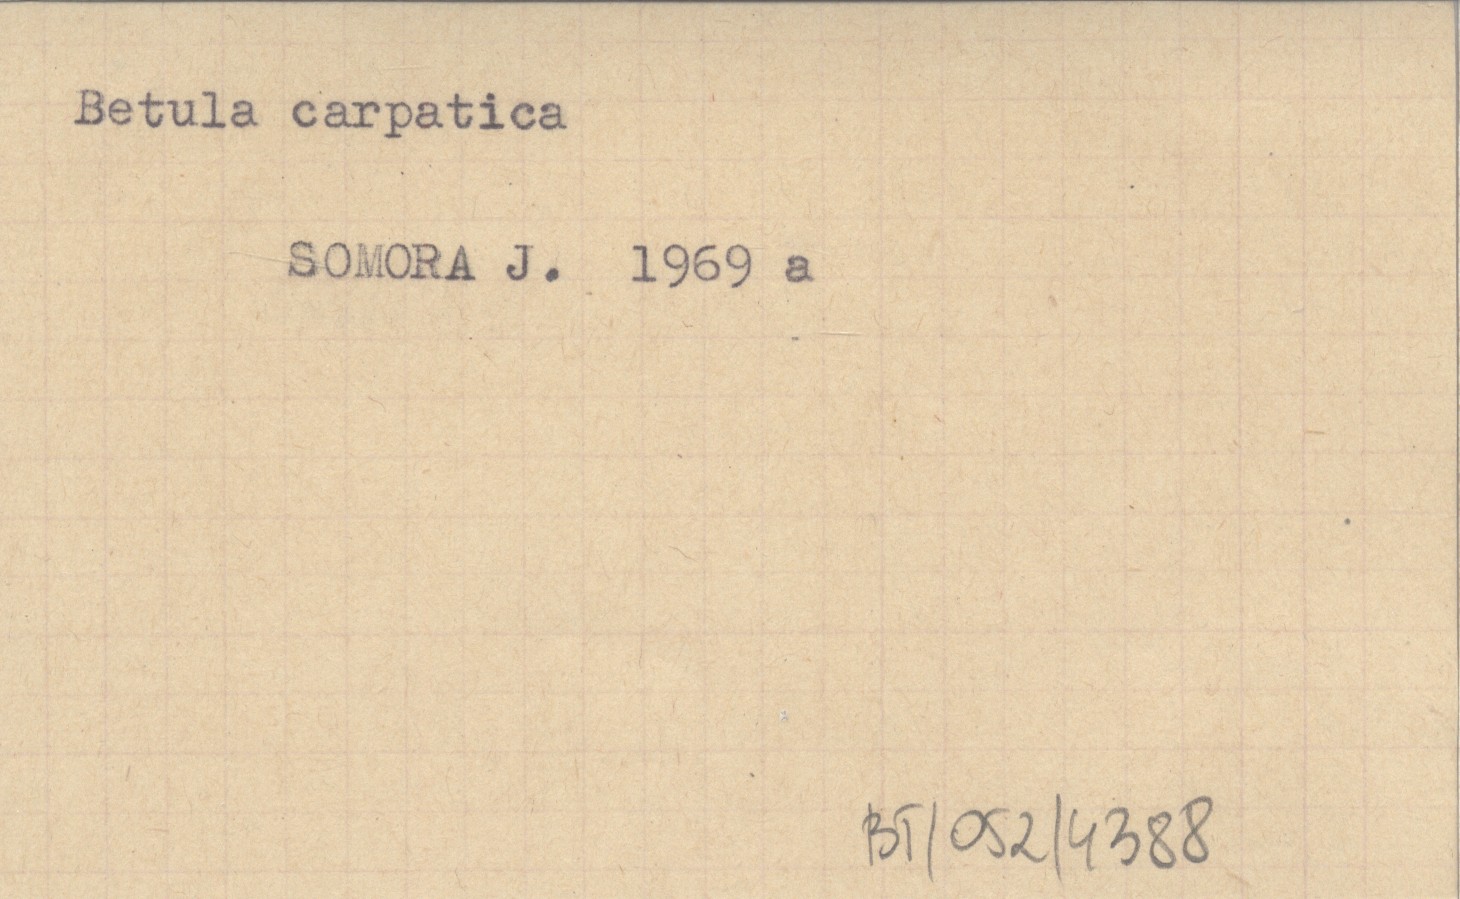 Betula carpatica
SOMORA J. 1969 a
BT/052/4388